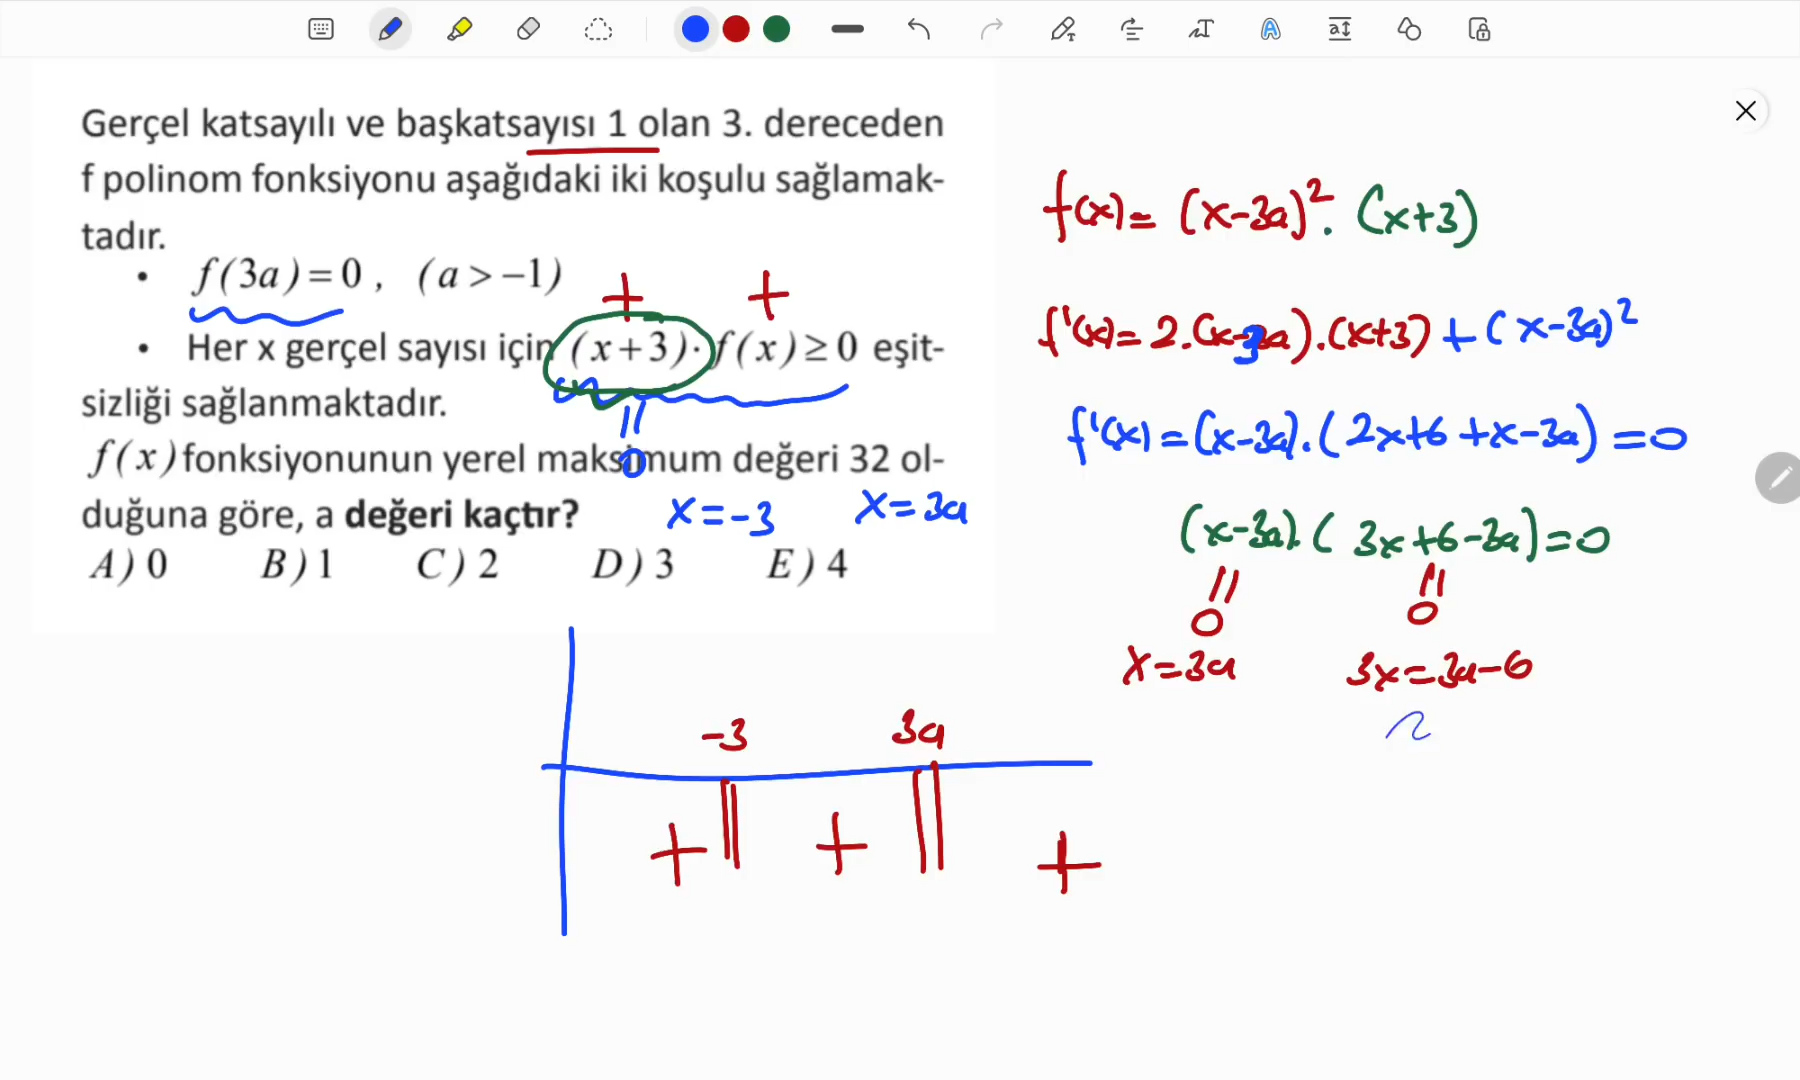 Gerçel katsayılı ve başkatsayısı 1 olan 3. dereceden
f polinom fonksiyonu aşağıdaki iki koşulu sağlamak-
tadır.
• f(3a)=0, (a>-1)
+ +
• Her x gerçel sayısı için (x+3)·f(x)≥0 eşit-
sizliği sağlanmaktadır.
f(x) fonksiyonunun yerel maksimum değeri 32 ol-
0
duğuna göre, a değeri kaçtır?
x=-3 x=3a
A) 0 B) 1 C) 2 D) 3 E) 4
-3 3a
+ + +
f(x)=(x-3a)²·(x+3)
f'(x)=2.(x-3a).(x+3)+(x-3a)²
f'(x)=(x-3a).(2x+6+x-3a)=0
(x-3a).(3x+6-3a)=0
0 0
x=3a 3x=3a-6